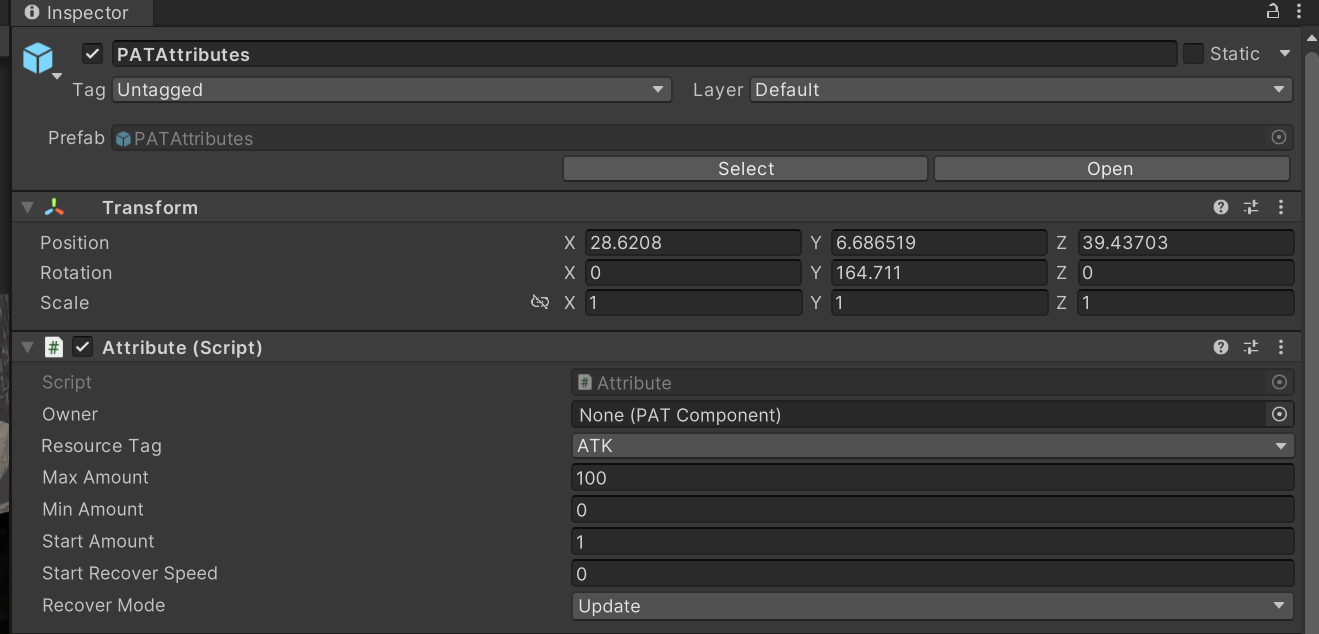 Inspector
PATAttributes Static
Tag Untagged Layer Default
Prefab PATAttributes
Select Open
Transform
Position X 28.6208 Y 6.686519 Z 39.43703
Rotation X 0 Y 164.711 Z 0
Scale X 1 Y 1 Z 1
# Attribute (Script)
Script # Attribute
Owner None (PAT Component)
Resource Tag ATK
Max Amount 100
Min Amount 0
Start Amount 1
Start Recover Speed 0
Recover Mode Update